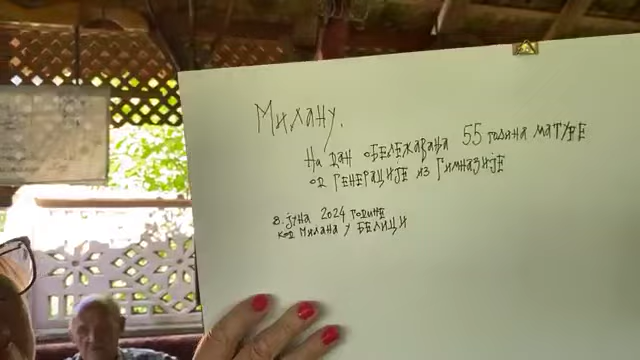 Милану.
На дан обележавања 55 година матуре
од генерације из Гимназије
8. јуна 2024 године
код Милана у Белици